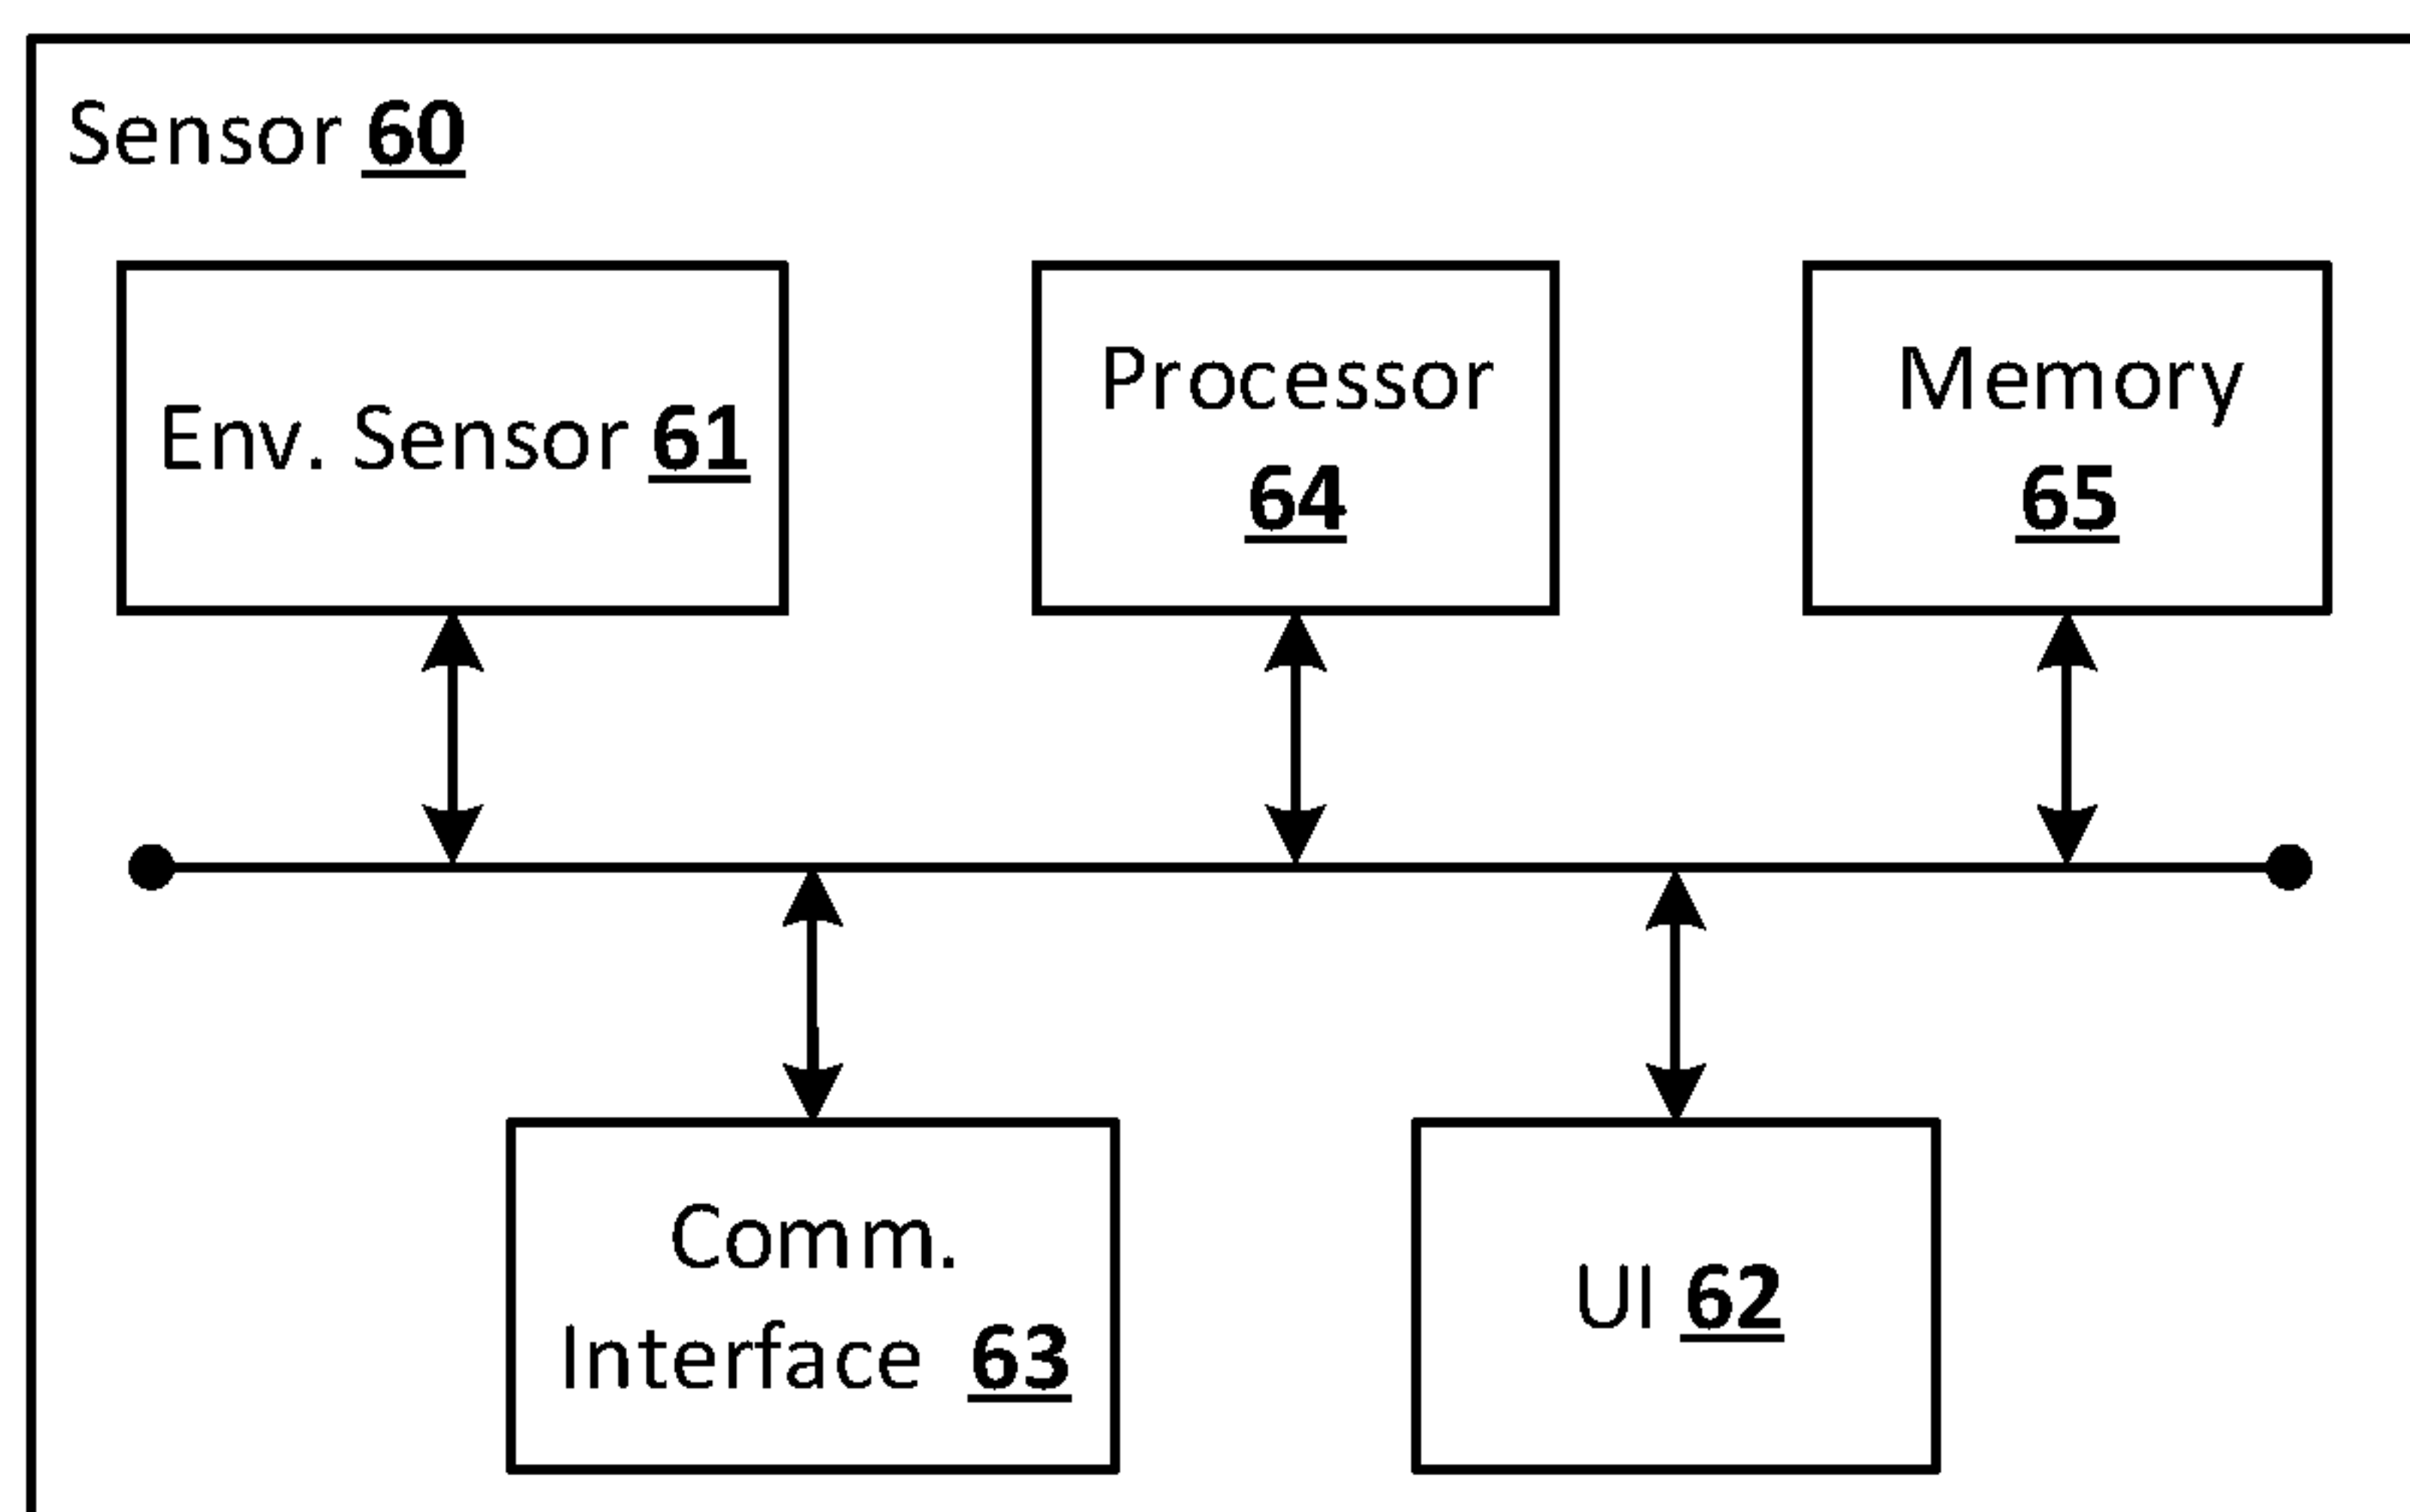 Sensor 60
Env. Sensor 61
Processor
64
Memory
65
Comm.
Interface 63
UI 62